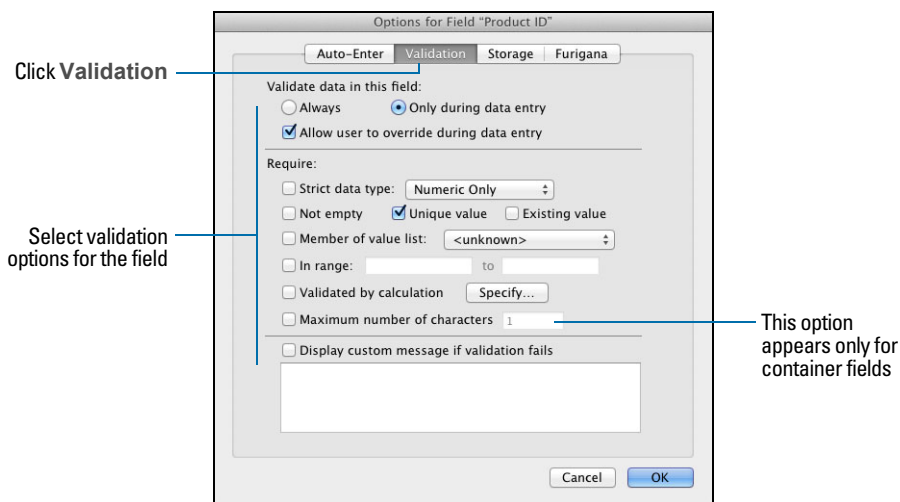 Options for Field “Product ID”
Auto-Enter Validation Storage Furigana
Click Validation
Validate data in this field:
Always Only during data entry
Allow user to override during data entry
Require:
Strict data type: Numeric Only
Not empty Unique value Existing value
Select validation
options for the field
Member of value list: <unknown>
In range: to
Validated by calculation Specify...
Maximum number of characters 1
This option
appears only for
container fields
Display custom message if validation fails
Cancel OK